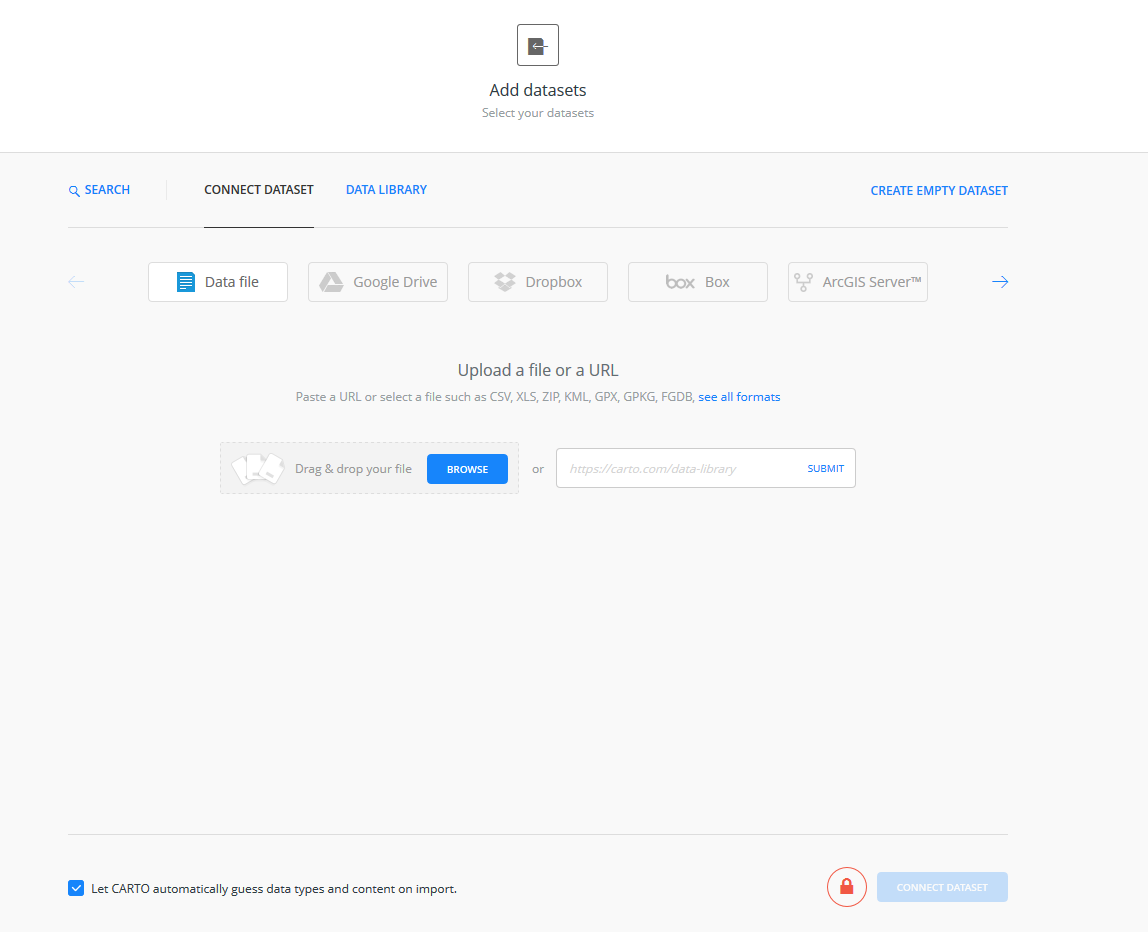 Add datasets
Select your datasets
SEARCH
CONNECT DATASET
DATA LIBRARY
CREATE EMPTY DATASET
Data file
Google Drive
Dropbox
box Box
ArcGIS Server™
Upload a file or a URL
Paste a URL or select a file such as CSV, XLS, ZIP, KML, GPX, GPKG, FGDB, see all formats
Drag & drop your file
BROWSE
or
https://carto.com/data-library
SUBMIT
Let CARTO automatically guess data types and content on import.
CONNECT DATASET